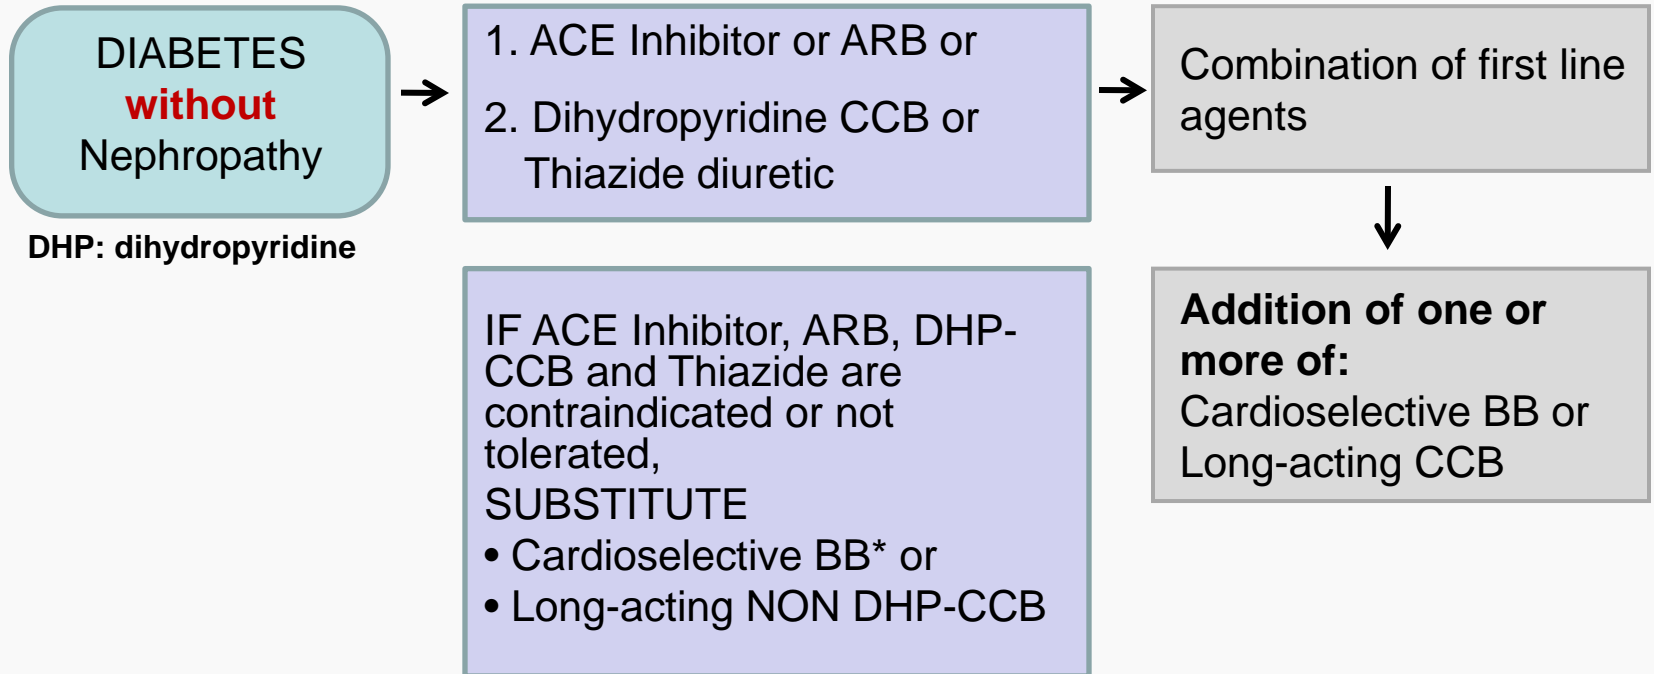 DIABETES
without
Nephropathy
DHP: dihydropyridine
1. ACE Inhibitor or ARB or
2. Dihydropyridine CCB or
Thiazide diuretic
IF ACE Inhibitor, ARB, DHP-
CCB and Thiazide are
contraindicated or not
tolerated,
SUBSTITUTE
• Cardioselective BB* or
• Long-acting NON DHP-CCB
Combination of first line
agents
Addition of one or
more of:
Cardioselective BB or
Long-acting CCB